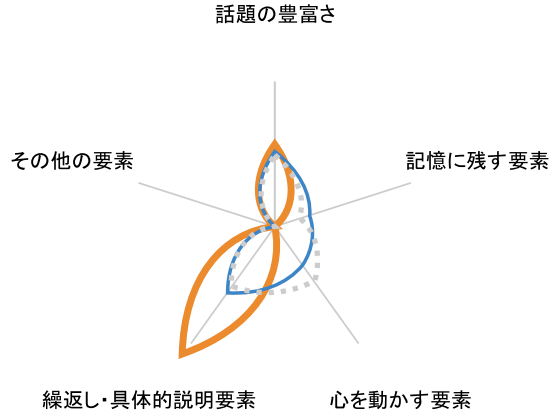 話題の豊富さ
その他の要素
記憶に残す要素
繰返し・具体的説明要素
心を動かす要素